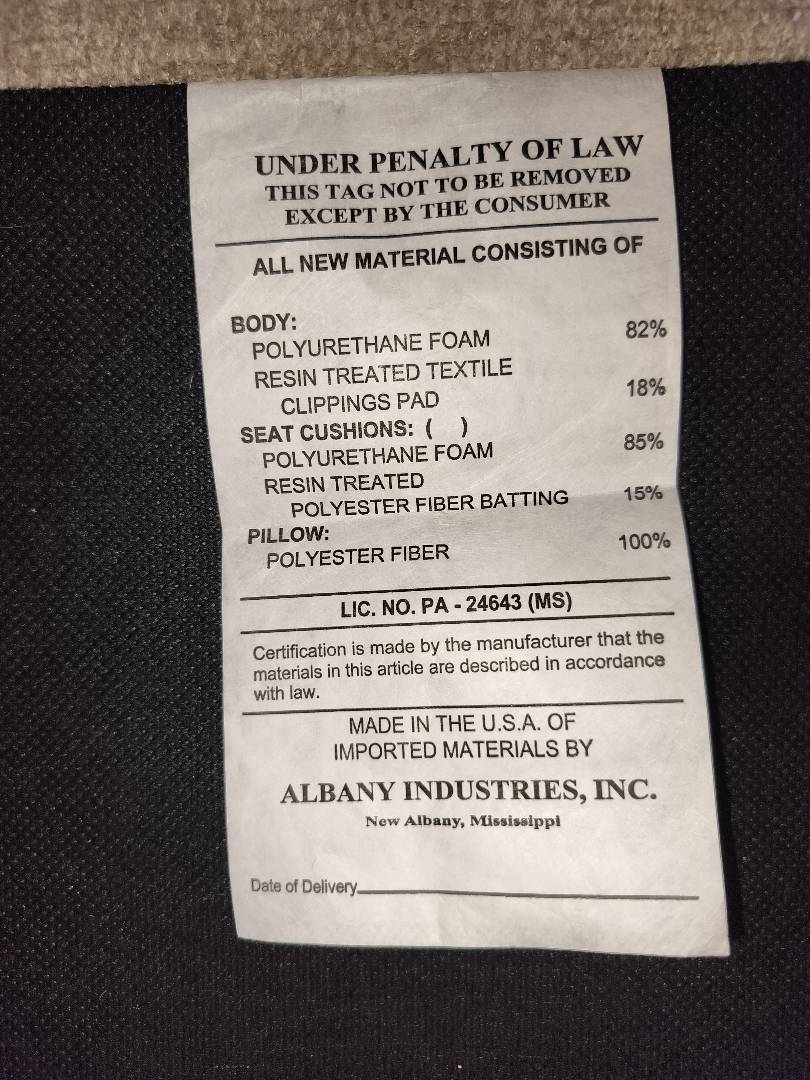 UNDER PENALTY OF LAW
THIS TAG NOT TO BE REMOVED
EXCEPT BY THE CONSUMER
ALL NEW MATERIAL CONSISTING OF
BODY:
POLYURETHANE FOAM 82%
RESIN TREATED TEXTILE
CLIPPINGS PAD 18%
SEAT CUSHIONS: ( )
POLYURETHANE FOAM 85%
RESIN TREATED
POLYESTER FIBER BATTING 15%
PILLOW:
POLYESTER FIBER 100%
LIC. NO. PA - 24643 (MS)
Certification is made by the manufacturer that the
materials in this article are described in accordance
with law.
MADE IN THE U.S.A. OF
IMPORTED MATERIALS BY
ALBANY INDUSTRIES, INC.
New Albany, Mississippi
Date of Delivery